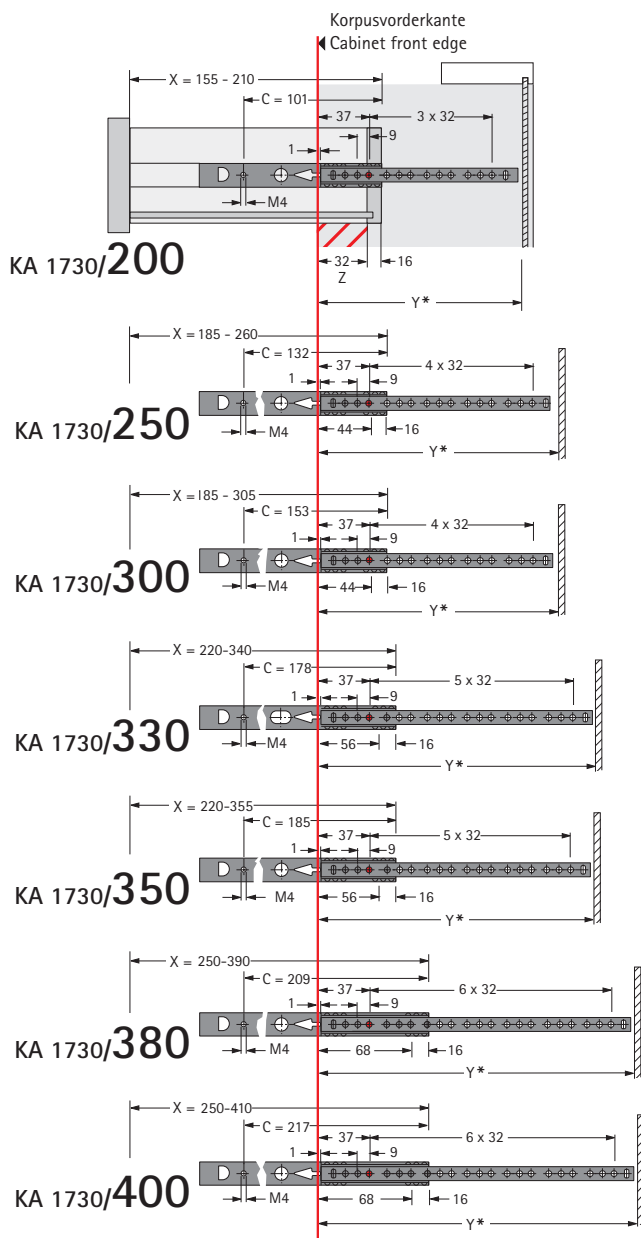 Korpusvorderkante
Cabinet front edge
X = 155 - 210
C = 101
37
3 x 32
1
9
M4
KA 1730/200
32
16
Z
Y*
X = 185 - 260
C = 132
37
4 x 32
1
9
KA 1730/250
M4
44
16
Y*
X = 185 - 305
C = 153
37
4 x 32
1
9
KA 1730/300
M4
44
16
Y*
X = 220-340
C = 178
37
5 x 32
1
9
KA 1730/330
M4
56
16
Y*
X = 220-355
C = 185
37
5 x 32
1
9
KA 1730/350
M4
56
16
Y*
X = 250-390
C = 209
37
6 x 32
1
9
KA 1730/380
M4
68
16
Y*
X = 250-410
C = 217
37
6 x 32
1
9
KA 1730/400
M4
68
16
Y*